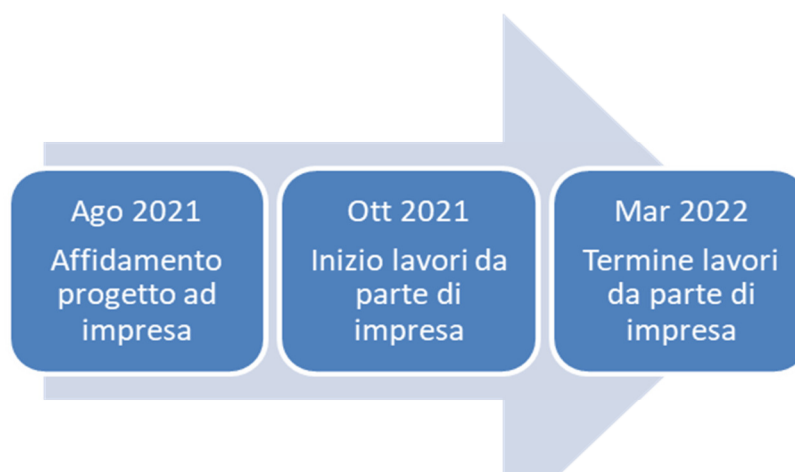 Ago 2021
Affidamento
progetto ad
impresa
Ott 2021
Inizio lavori da
parte di
impresa
Mar 2022
Termine lavori
da parte di
impresa